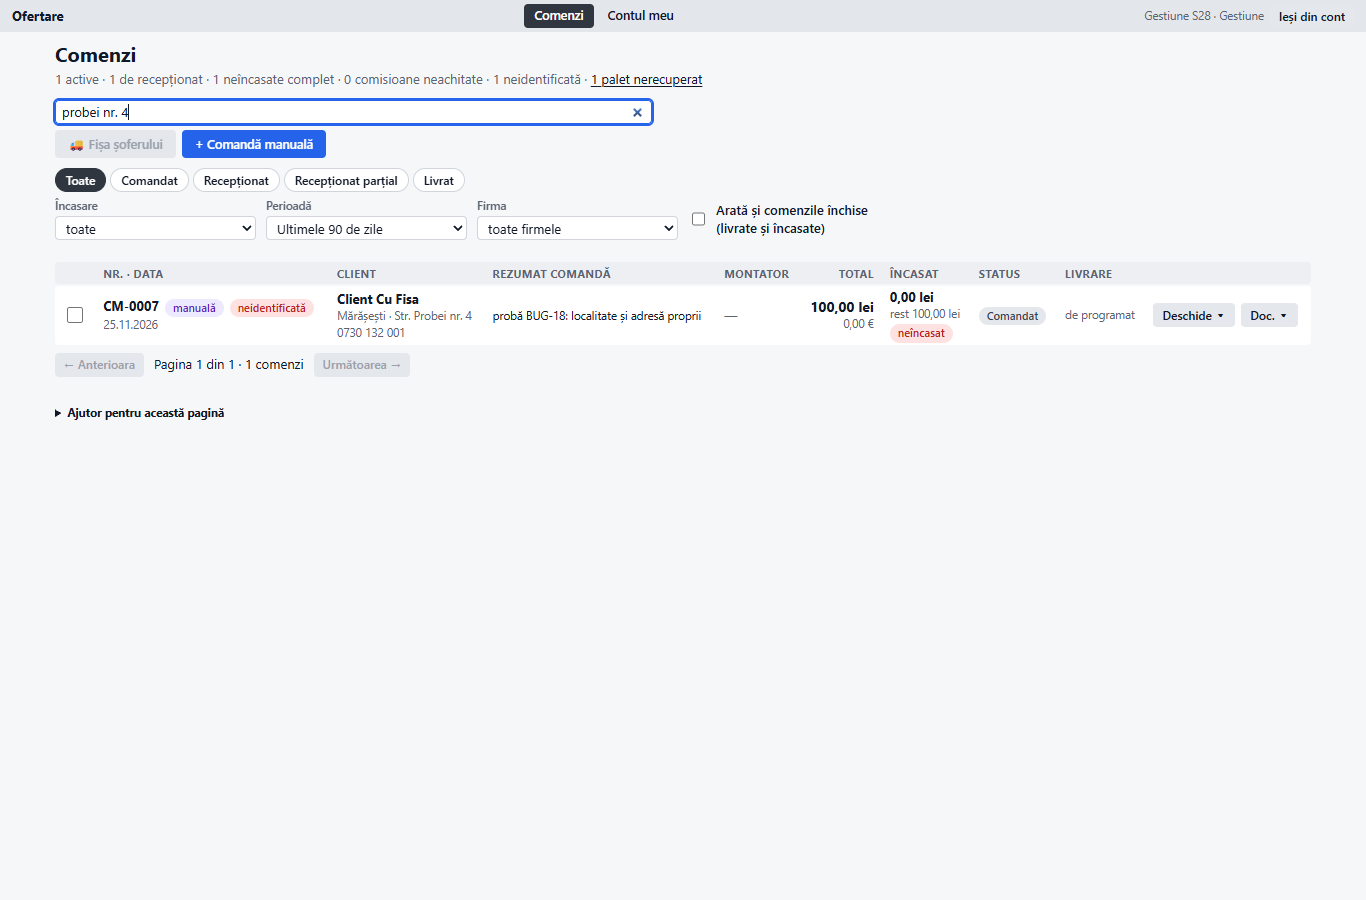 Ofertare
Comenzi
Contul meu
Gestiune S28 · Gestiune
Ieși din cont
Comenzi
1 active · 1 de recepționat · 1 neîncasate complet · 0 comisioane neachitate · 1 neidentificată · 1 palet nerecuperat
probei nr. 4
×
🚚 Fișa șoferului
+ Comandă manuală
Toate
Comandat
Recepționat
Recepționat parțial
Livrat
Încasare
Perioadă
Firma
toate
Ultimele 90 de zile
toate firmele
Arată și comenzile închise
(livrate și încasate)
NR. · DATA
CLIENT
REZUMAT COMANDĂ
MONTATOR
TOTAL
ÎNCASAT
STATUS
LIVRARE
CM-0007
manuală
neidentificată
25.11.2026
Client Cu Fisa
Mărășești · Str. Probei nr. 4
0730 132 001
probă BUG-18: localitate și adresă proprii
—
100,00 lei
0,00 €
0,00 lei
rest 100,00 lei
neîncasat
Comandat
de programat
Deschide ▾
Doc. ▾
← Anterioara
Pagina 1 din 1 · 1 comenzi
Următoarea →
▶ Ajutor pentru această pagină